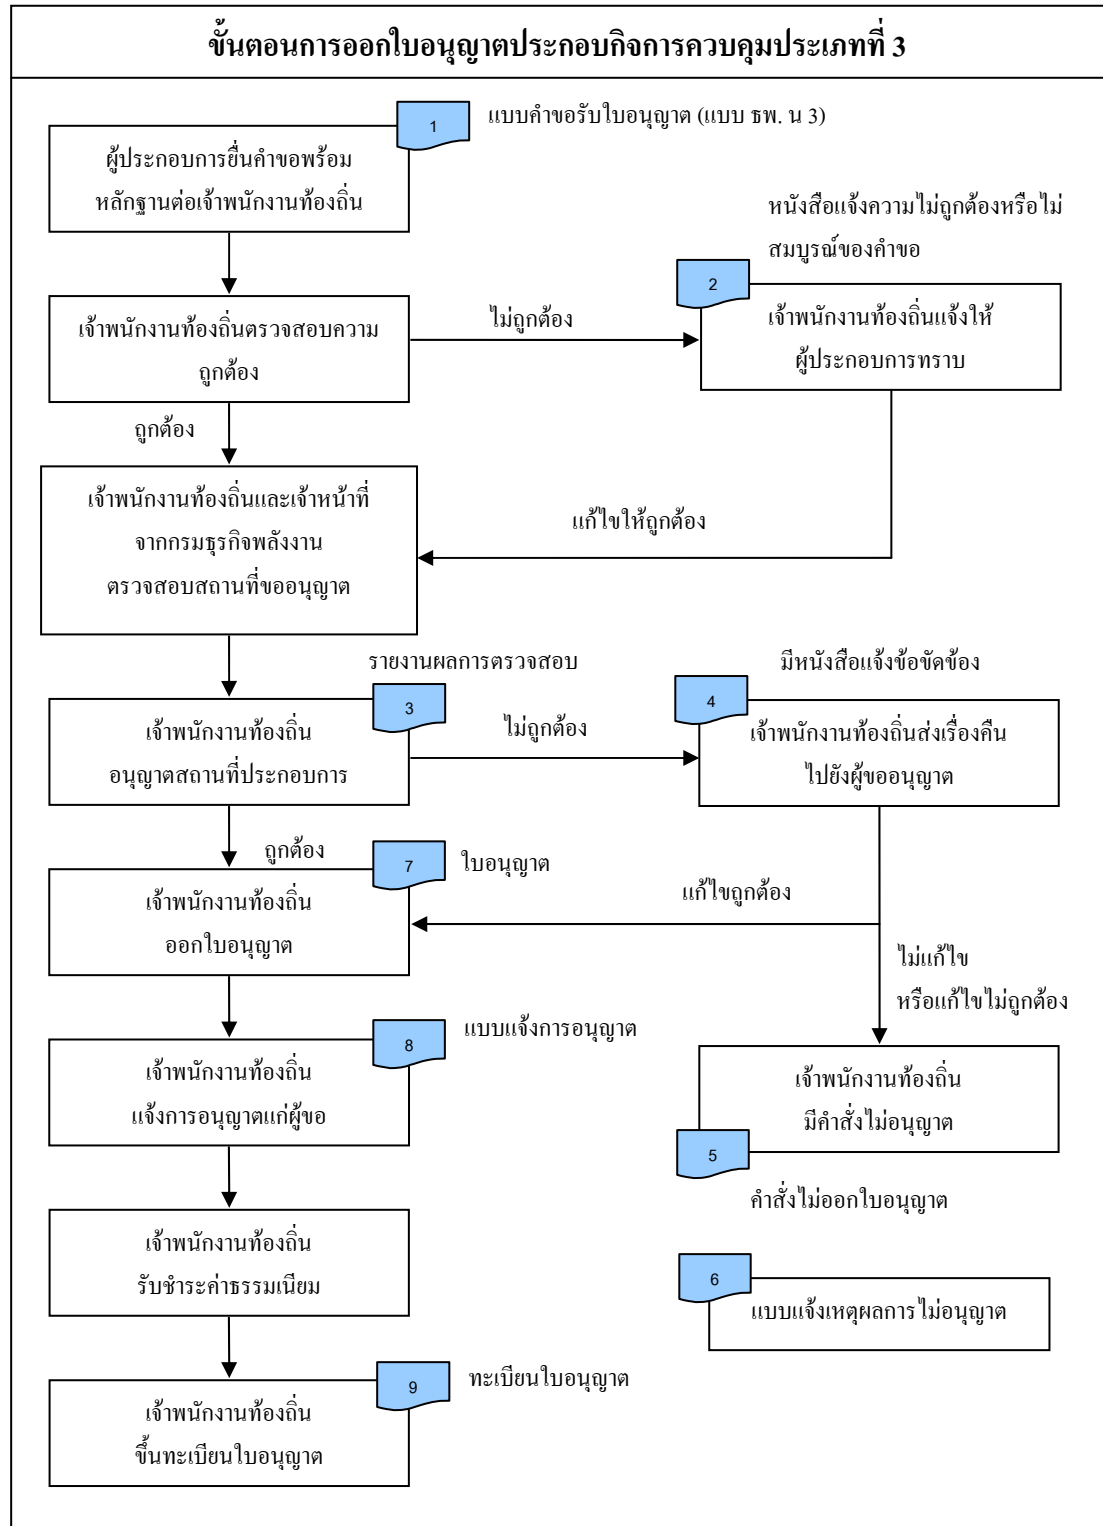 ขั้นตอนการออกใบอนุญาตประกอบกิจการควบคุมประเภทที่ 3
1
แบบคำขอรับใบอนุญาต (แบบ ธพ. น 3)
ผู้ประกอบการยื่นคำขอพร้อม
หลักฐานต่อเจ้าพนักงานท้องถิ่น
หนังสือแจ้งความไม่ถูกต้องหรือไม่
สมบูรณ์ของคำขอ
2
เจ้าพนักงานท้องถิ่นตรวจสอบความ
ถูกต้อง
ไม่ถูกต้อง
เจ้าพนักงานท้องถิ่นแจ้งให้
ผู้ประกอบการทราบ
ถูกต้อง
เจ้าพนักงานท้องถิ่นและเจ้าหน้าที่
จากกรมธุรกิจพลังงาน
ตรวจสอบสถานที่ขออนุญาต
แก้ไขให้ถูกต้อง
รายงานผลการตรวจสอบ
3
มีหนังสือแจ้งข้อขัดข้อง
4
เจ้าพนักงานท้องถิ่น
อนุญาตสถานที่ประกอบการ
ไม่ถูกต้อง
เจ้าพนักงานท้องถิ่นส่งเรื่องคืน
ไปยังผู้ขออนุญาต
ถูกต้อง
7
ใบอนุญาต
เจ้าพนักงานท้องถิ่น
ออกใบอนุญาต
แก้ไขถูกต้อง
ไม่แก้ไข
หรือแก้ไขไม่ถูกต้อง
8
แบบแจ้งการอนุญาต
เจ้าพนักงานท้องถิ่น
แจ้งการอนุญาตแก่ผู้ขอ
เจ้าพนักงานท้องถิ่น
มีคำสั่งไม่อนุญาต
5
คำสั่งไม่ออกใบอนุญาต
เจ้าพนักงานท้องถิ่น
รับชำระค่าธรรมเนียม
6
แบบแจ้งเหตุผลการไม่อนุญาต
9
ทะเบียนใบอนุญาต
เจ้าพนักงานท้องถิ่น
ขึ้นทะเบียนใบอนุญาต